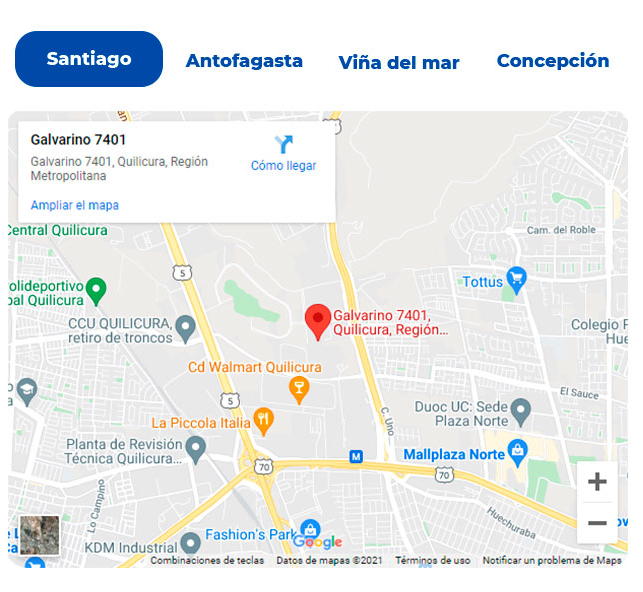 Santiago
Antofagasta
Viña del mar
Concepción
Galvarino 7401
Galvarino 7401, Quilicura, Región
Metropolitana
Cómo llegar
Ampliar el mapa
Central Quilicura
Cam. del Roble
5
olideportivo
Quilicura
Tottus
CCU QUILICURA,
retiro de troncos
Galvarino 7401,
Quilicura, Región...
Colegio
Cd Walmart Quilicura
5
El Sauce
La Piccola Italia
C. Uno
Duoc UC: Sede
Plaza Norte
Planta de Revisión
Técnica Quilicura...
70
M
Mallplaza Norte
70
Lo Campino
Huechuraba
Fashion's Park
Google
KDM Industrial
Combinaciones de teclas
Datos de mapas ©2021
Términos de uso
Notificar un problema de Maps